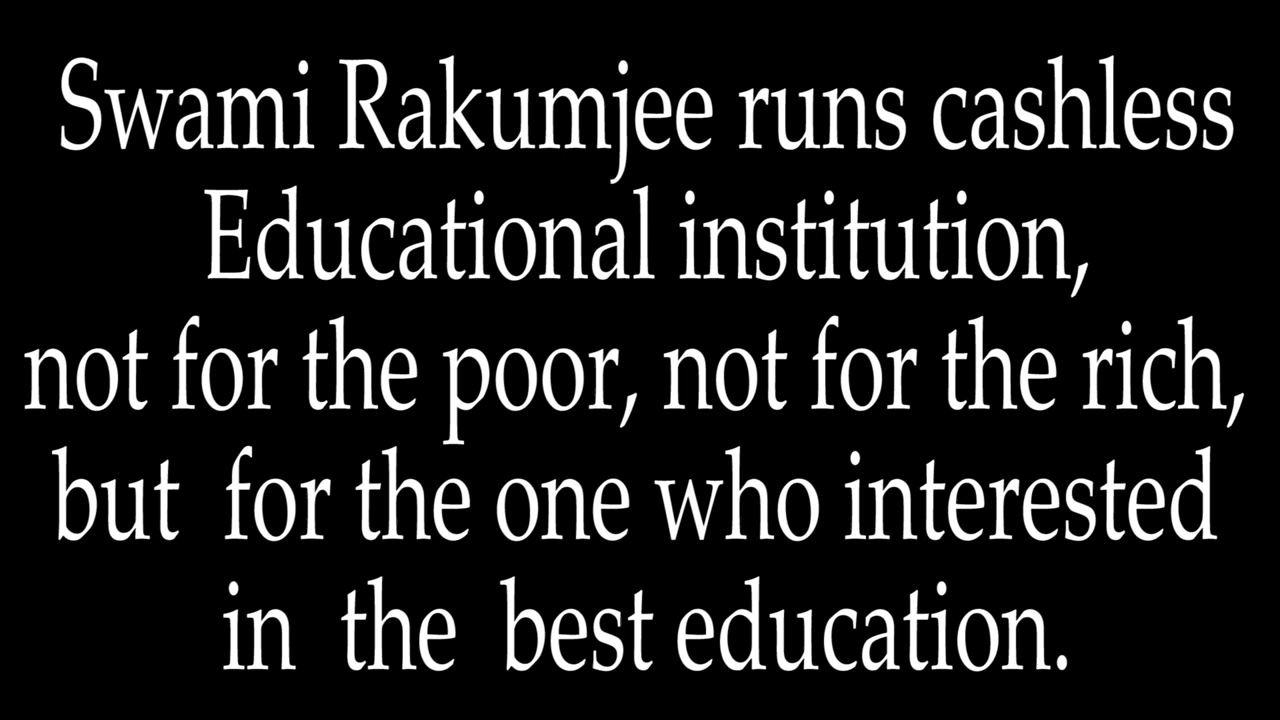 Swami Rakumjee runs cashless
Educational institution,
not for the poor, not for the rich,
but for the one who interested
in the best education.